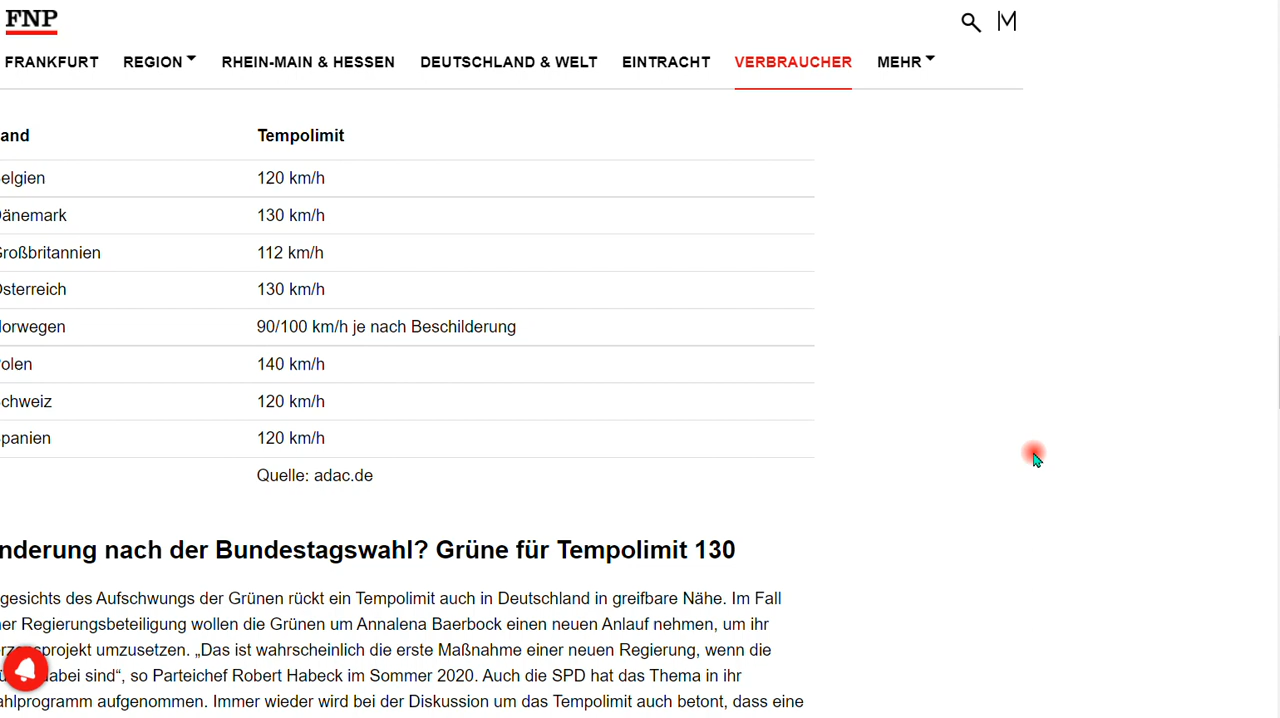 FNP
FRANKFURT REGION RHEIN-MAIN & HESSEN DEUTSCHLAND & WELT EINTRACHT VERBRAUCHER MEHR
and Tempolimit
elgien 120 km/h
änemark 130 km/h
Großbritannien 112 km/h
sterreich 130 km/h
orwegen 90/100 km/h je nach Beschilderung
olen 140 km/h
chweiz 120 km/h
panien 120 km/h
Quelle: adac.de
nderung nach der Bundestagswahl? Grüne für Tempolimit 130
gesichts des Aufschwungs der Grünen rückt ein Tempolimit auch in Deutschland in greifbare Nähe. Im Fall
er Regierungsbeteiligung wollen die Grünen um Annalena Baerbock einen neuen Anlauf nehmen, um ihr
sprojekt umzusetzen. „Das ist wahrscheinlich die erste Maßnahme einer neuen Regierung, wenn die
dabei sind“, so Parteichef Robert Habeck im Sommer 2020. Auch die SPD hat das Thema in ihr
ahlprogramm aufgenommen. Immer wieder wird bei der Diskussion um das Tempolimit auch betont, dass eine